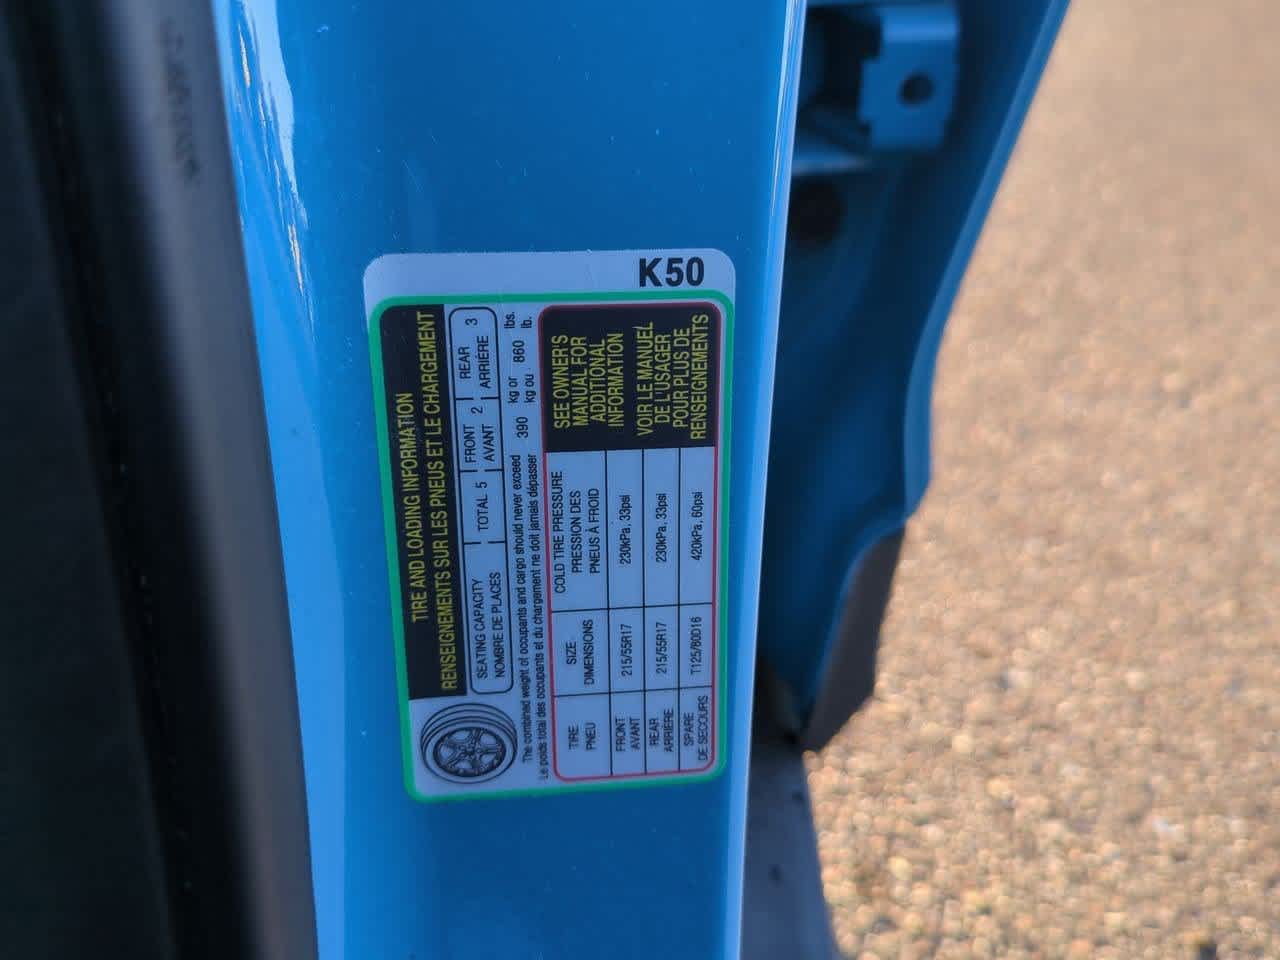 K50
TIRE AND LOADING INFORMATION
RENSEIGNEMENTS SUR LES PNEUS ET LE CHARGEMENT
SEATING CAPACITY
NOMBRE DE PLACES
TOTAL 5
FRONT
AVANT
2
REAR
ARRIÈRE
3
The combined weight of occupants and cargo should never exceed 390 kg or 860 lbs.
Le poids total des occupants et du chargement ne doit jamais dépasser kg ou lb.
TIRE
PNEU
SIZE
DIMENSIONS
COLD TIRE PRESSURE
PRESSION DES
PNEUS À FROID
SEE OWNER'S
MANUAL FOR
ADDITIONAL
INFORMATION
VOIR LE MANUEL
DE L'USAGER
POUR PLUS DE
RENSEIGNEMENTS
FRONT
AVANT
215/55R17
230kPa, 33psi
REAR
ARRIÈRE
215/55R17
230kPa, 33psi
SPARE
DE SECOURS
T125/80D16
420kPa, 60psi